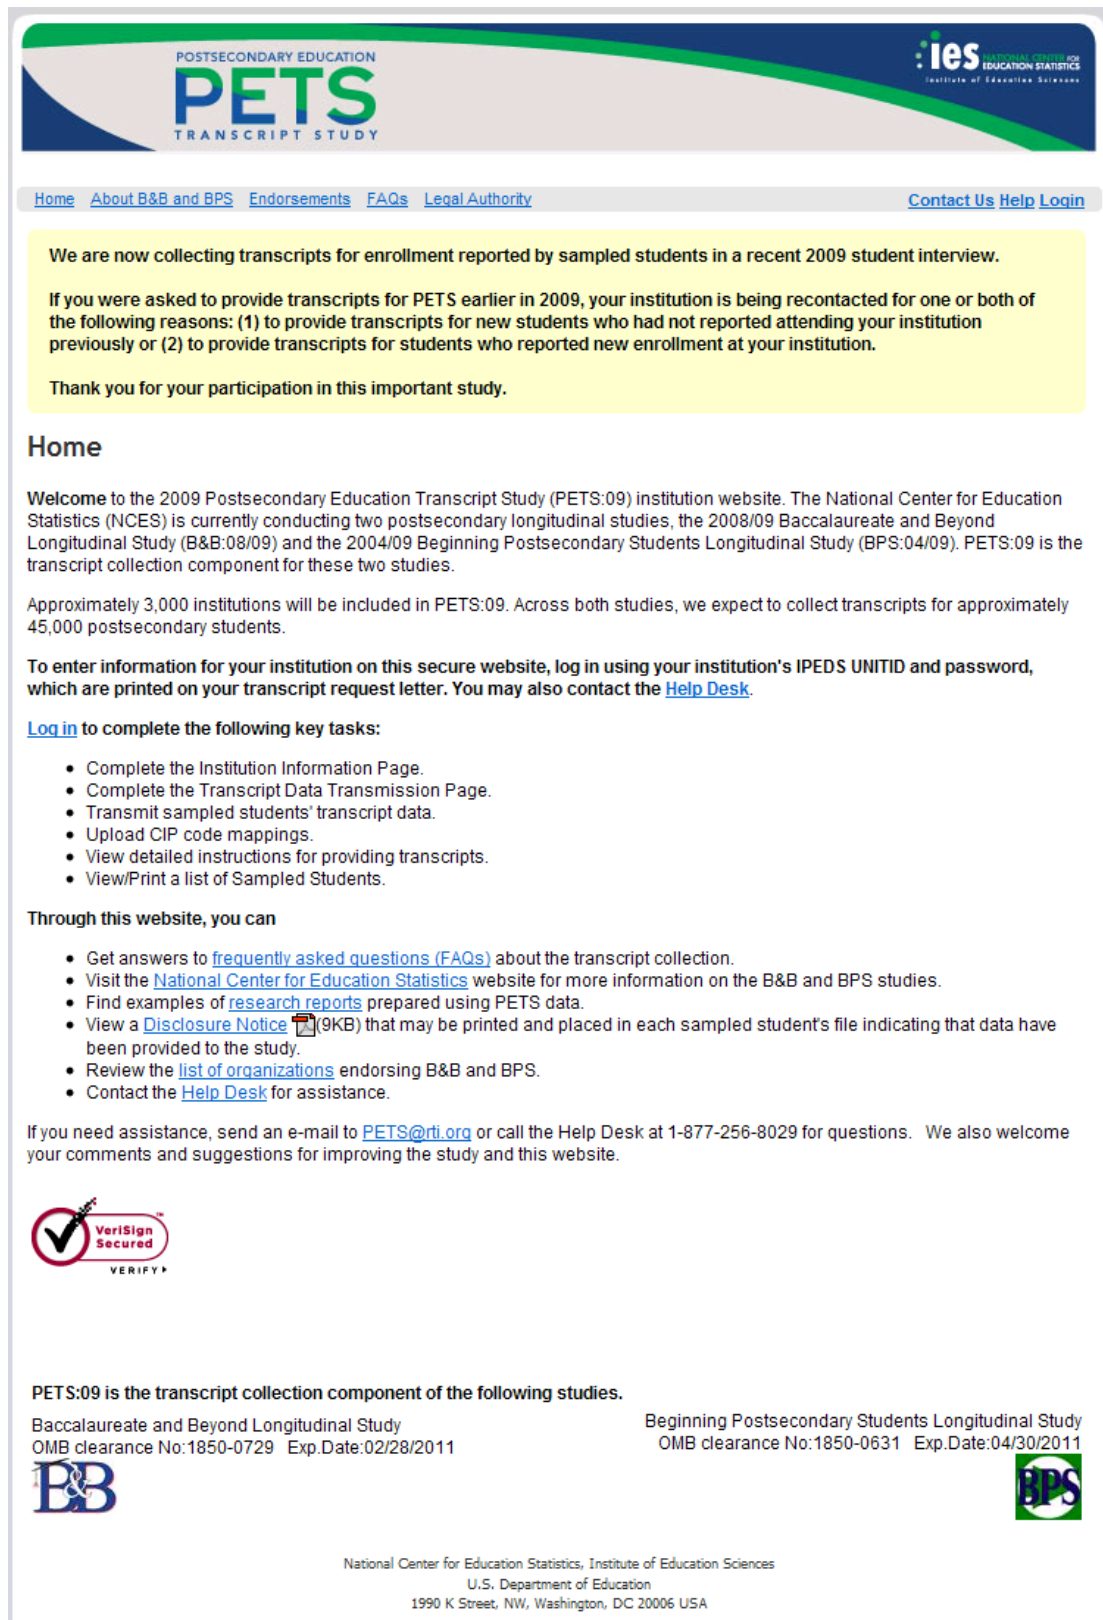 POSTSECONDARY EDUCATION
PETS
TRANSCRIPT STUDY
ies NATIONAL CENTER FOR
EDUCATION STATISTICS
Institute of Education Sciences
Home About B&B and BPS Endorsements FAQs Legal Authority Contact Us Help Login
We are now collecting transcripts for enrollment reported by sampled students in a recent 2009 student interview.
If you were asked to provide transcripts for PETS earlier in 2009, your institution is being recontacted for one or both of
the following reasons: (1) to provide transcripts for new students who had not reported attending your institution
previously or (2) to provide transcripts for students who reported new enrollment at your institution.
Thank you for your participation in this important study.
Home
Welcome to the 2009 Postsecondary Education Transcript Study (PETS:09) institution website. The National Center for Education
Statistics (NCES) is currently conducting two postsecondary longitudinal studies, the 2008/09 Baccalaureate and Beyond
Longitudinal Study (B&B:08/09) and the 2004/09 Beginning Postsecondary Students Longitudinal Study (BPS:04/09). PETS:09 is the
transcript collection component for these two studies.
Approximately 3,000 institutions will be included in PETS:09. Across both studies, we expect to collect transcripts for approximately
45,000 postsecondary students.
To enter information for your institution on this secure website, log in using your institution's IPEDS UNITID and password,
which are printed on your transcript request letter. You may also contact the Help Desk.
Log in to complete the following key tasks:
• Complete the Institution Information Page.
• Complete the Transcript Data Transmission Page.
• Transmit sampled students' transcript data.
• Upload CIP code mappings.
• View detailed instructions for providing transcripts.
• View/Print a list of Sampled Students.
Through this website, you can
• Get answers to frequently asked questions (FAQs) about the transcript collection.
• Visit the National Center for Education Statistics website for more information on the B&B and BPS studies.
• Find examples of research reports prepared using PETS data.
• View a Disclosure Notice (9KB) that may be printed and placed in each sampled student's file indicating that data have
been provided to the study.
• Review the list of organizations endorsing B&B and BPS.
• Contact the Help Desk for assistance.
If you need assistance, send an e-mail to PETS@rti.org or call the Help Desk at 1-877-256-8029 for questions. We also welcome
your comments and suggestions for improving the study and this website.
VeriSign™
Secured
VERIFY
PETS:09 is the transcript collection component of the following studies.
Baccalaureate and Beyond Longitudinal Study
OMB clearance No:1850-0729 Exp.Date:02/28/2011
B&B
Beginning Postsecondary Students Longitudinal Study
OMB clearance No:1850-0631 Exp.Date:04/30/2011
BPS
National Center for Education Statistics, Institute of Education Sciences
U.S. Department of Education
1990 K Street, NW, Washington, DC 20006 USA